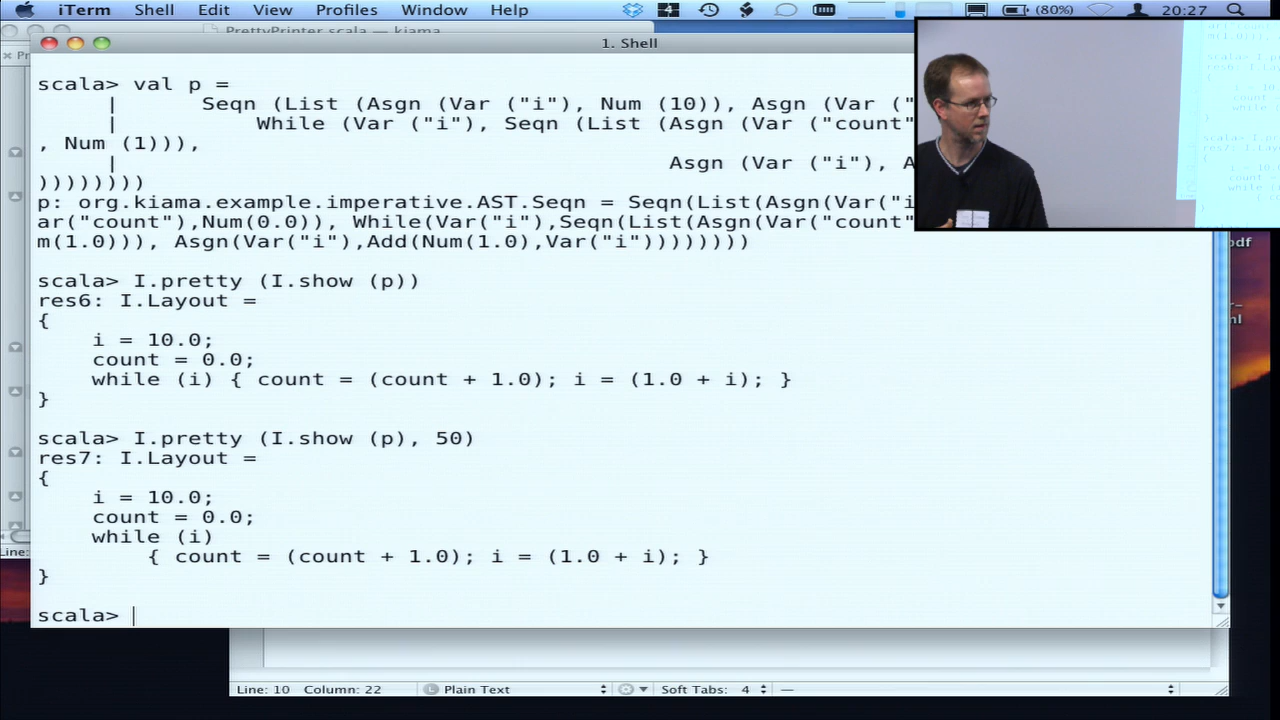 iTerm Shell Edit View Profiles Window Help 4 (80%) 20:27
PrettyPrinter.scala — kiama
1. Shell
scala> val p =
| Seqn (List (Asgn (Var ("i"), Num (10)), Asgn (Var ("
| While (Var ("i"), Seqn (List (Asgn (Var ("count"
, Num (1))),
| Asgn (Var ("i"), A
))))))))
p: org.kiama.example.imperative.AST.Seqn = Seqn(List(Asgn(Var("i
ar("count"),Num(0.0)), While(Var("i"),Seqn(List(Asgn(Var("count"
m(1.0))), Asgn(Var("i"),Add(Num(1.0),Var("i"))))))))
scala> I.pretty (I.show (p))
res6: I.Layout =
{
i = 10.0;
count = 0.0;
while (i) { count = (count + 1.0); i = (1.0 + i); }
}
scala> I.pretty (I.show (p), 50)
res7: I.Layout =
{
i = 10.0;
count = 0.0;
while (i)
{ count = (count + 1.0); i = (1.0 + i); }
}
scala>
Line: 10 Column: 22 Plain Text Soft Tabs: 4 —
Line: